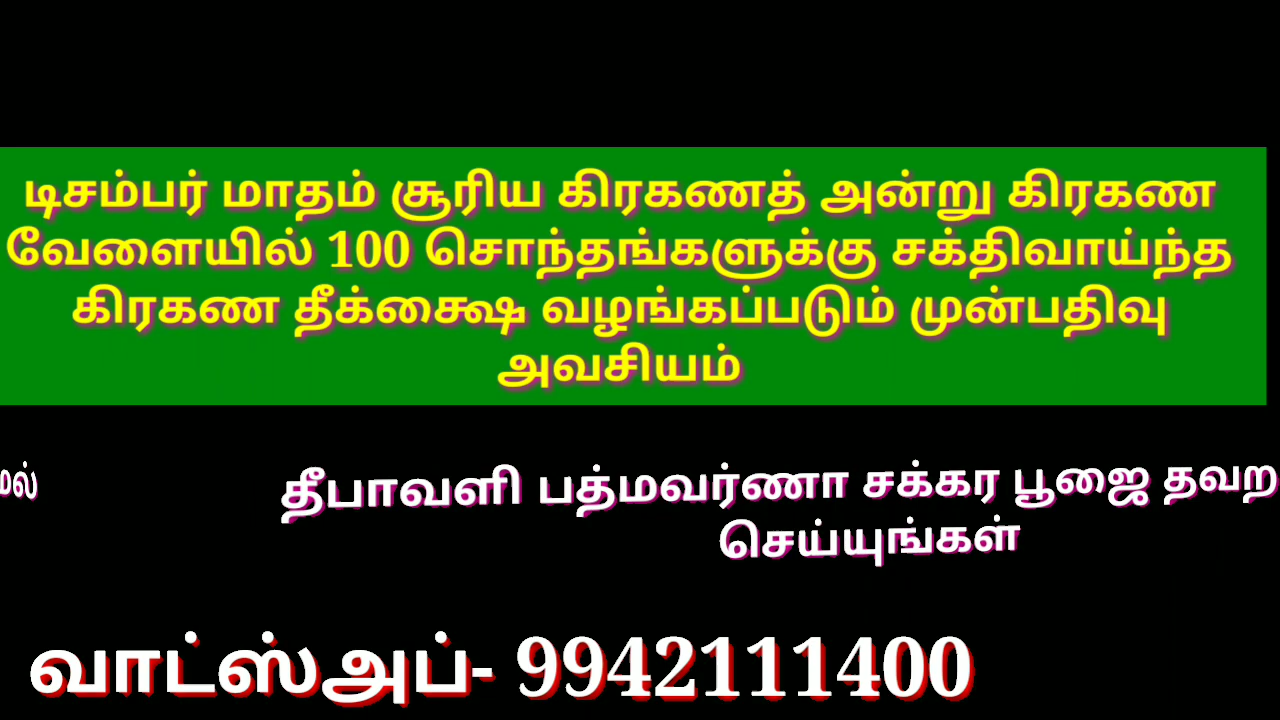 டிசம்பர் மாதம் சூரிய கிரகணத் அன்று கிரகண
வேளையில் 100 சொந்தங்களுக்கு சக்திவாய்ந்த
கிரகண தீக்க்ஷை வழங்கப்படும் முன்பதிவு
அவசியம்
மல் தீபாவளி பத்மவர்ணா சக்கர பூஜை தவற
செய்யுங்கள்
வாட்ஸ்அப்- 9942111400